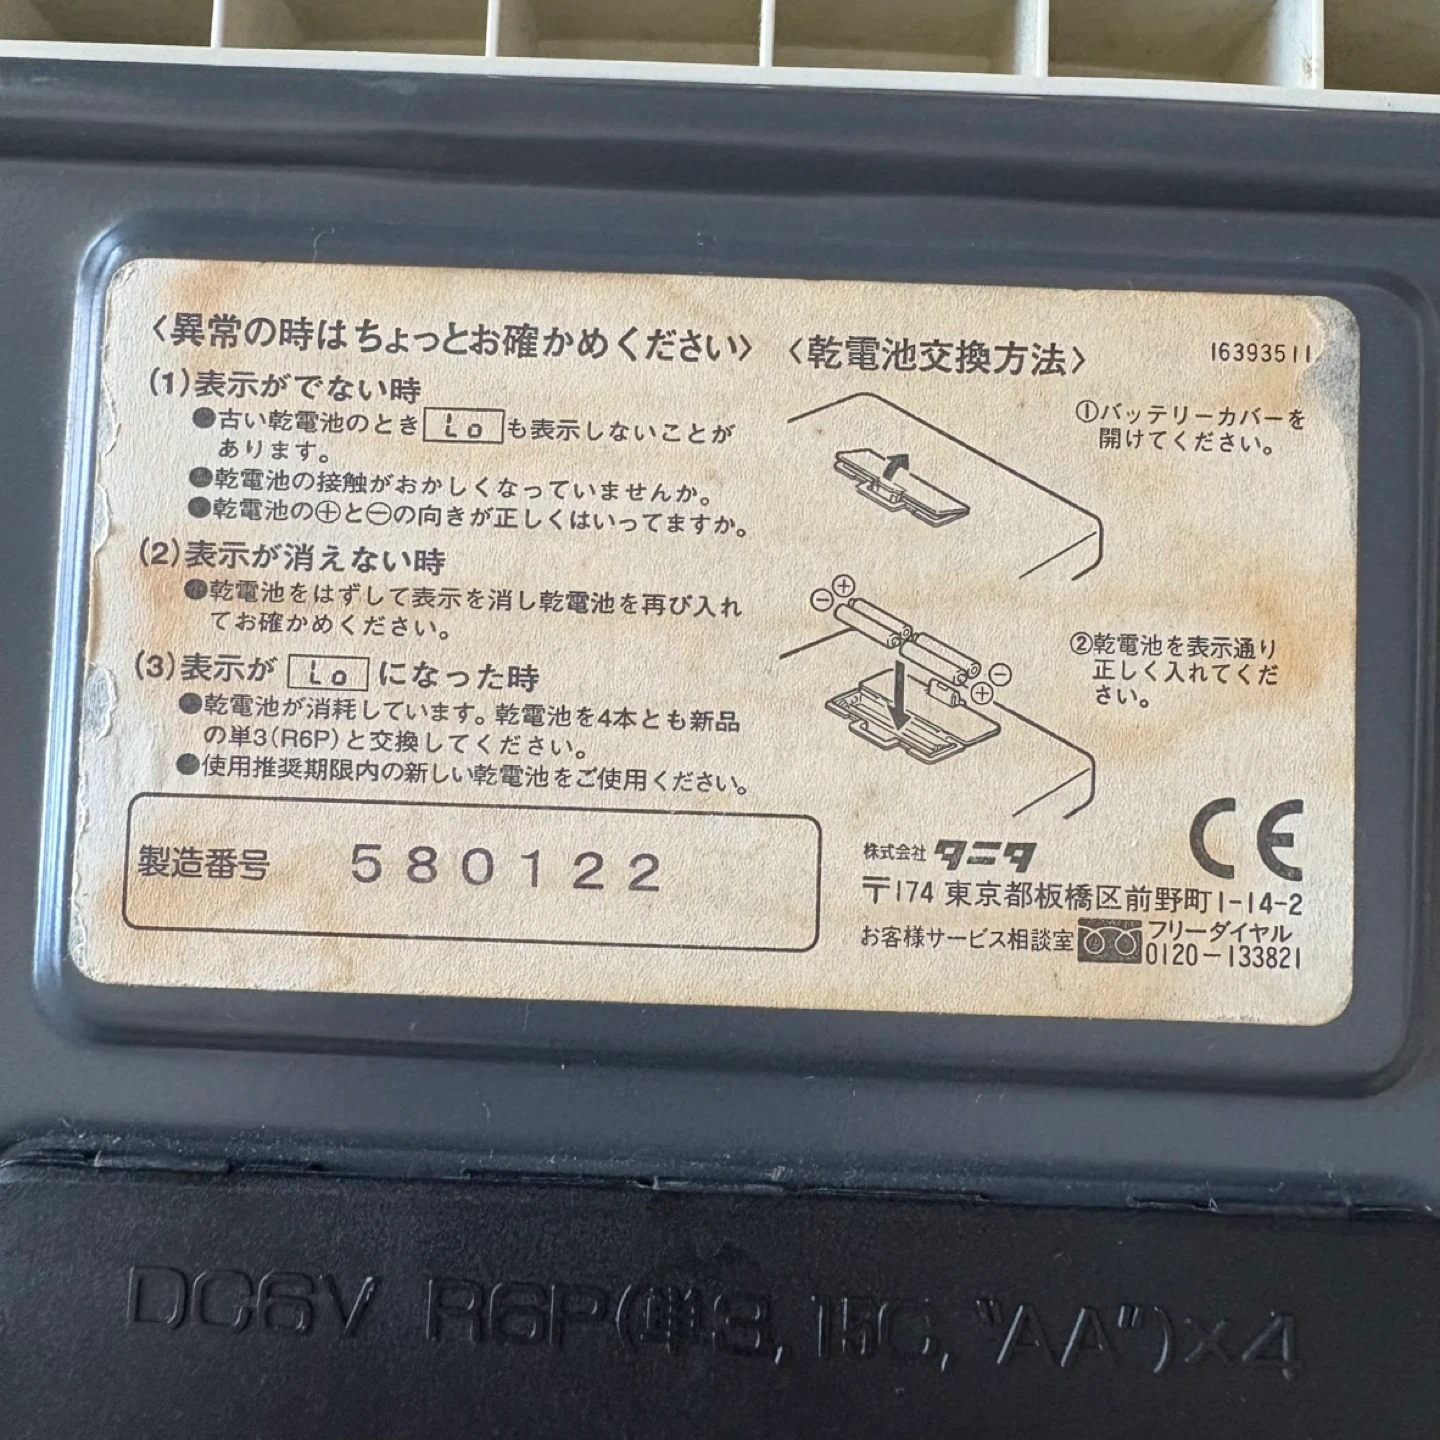 〈異常の時はちょっとお確かめください〉
(1)表示がでない時
●古い乾電池のとき Lo も表示しないことが
あります。
●乾電池の接触がおかしくなっていませんか。
●乾電池の⊕と⊖の向きが正しくはいってますか。
(2)表示が消えない時
●乾電池をはずして表示を消し乾電池を再び入れ
てお確かめください。
(3)表示が Lo になった時
●乾電池が消耗しています。乾電池を4本とも新品
の単3(R6P)と交換してください。
●使用推奨期限内の新しい乾電池をご使用ください。
製造番号 580122
〈乾電池交換方法〉
16393511
①バッテリーカバーを
開けてください。
⊕
⊖
②乾電池を表示通り
正しく入れてくだ
さい。
⊖
⊕
CE
株式会社タニタ
〒174 東京都板橋区前野町1-14-2
お客様サービス相談室 フリーダイヤル
0120-133821
DC6V R6P(単3, 15C, "AA")×4